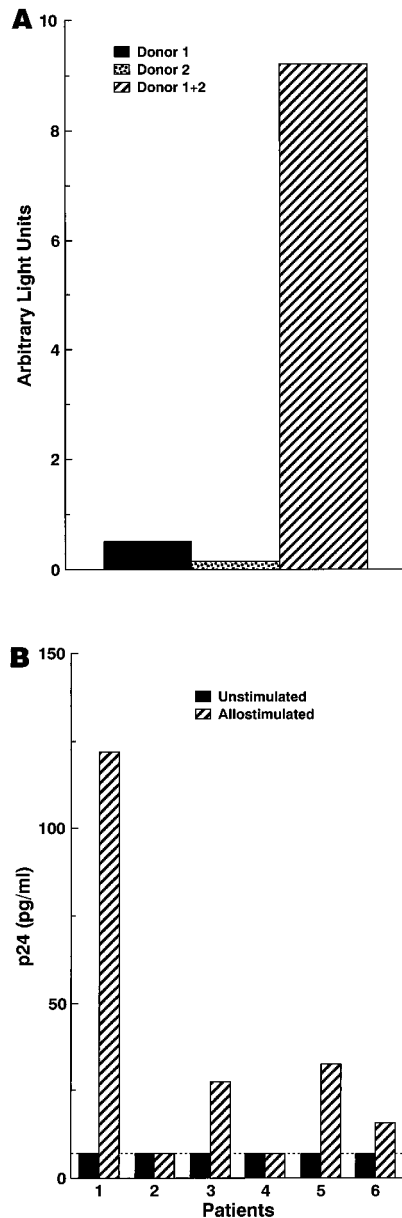 A
10
Donor 1
Donor 2
Donor 1+2
8
6
4
2
0
Arbitrary Light Units
B
150
Unstimulated
Allostimulated
100
50
0
p24 (pg/ml)
1 2 3 4 5 6
Patients